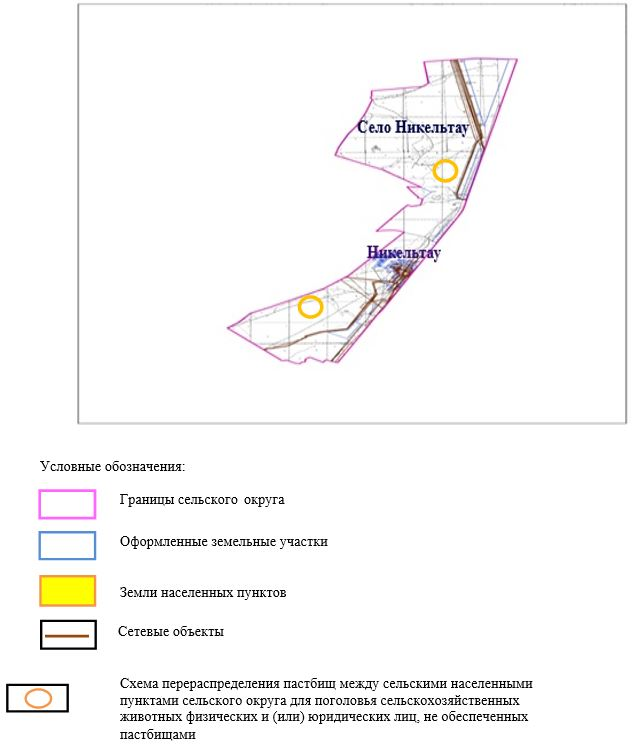 Село Никельтау
Никельтау
Условные обозначения:
Границы сельского округа
Оформленные земельные участки
Земли населенных пунктов
Сетевые объекты
Схема перераспределения пастбищ между сельскими населенными
пунктами сельского округа для поголовья сельскохозяйственных
животных физических и (или) юридических лиц, не обеспеченных
пастбищами